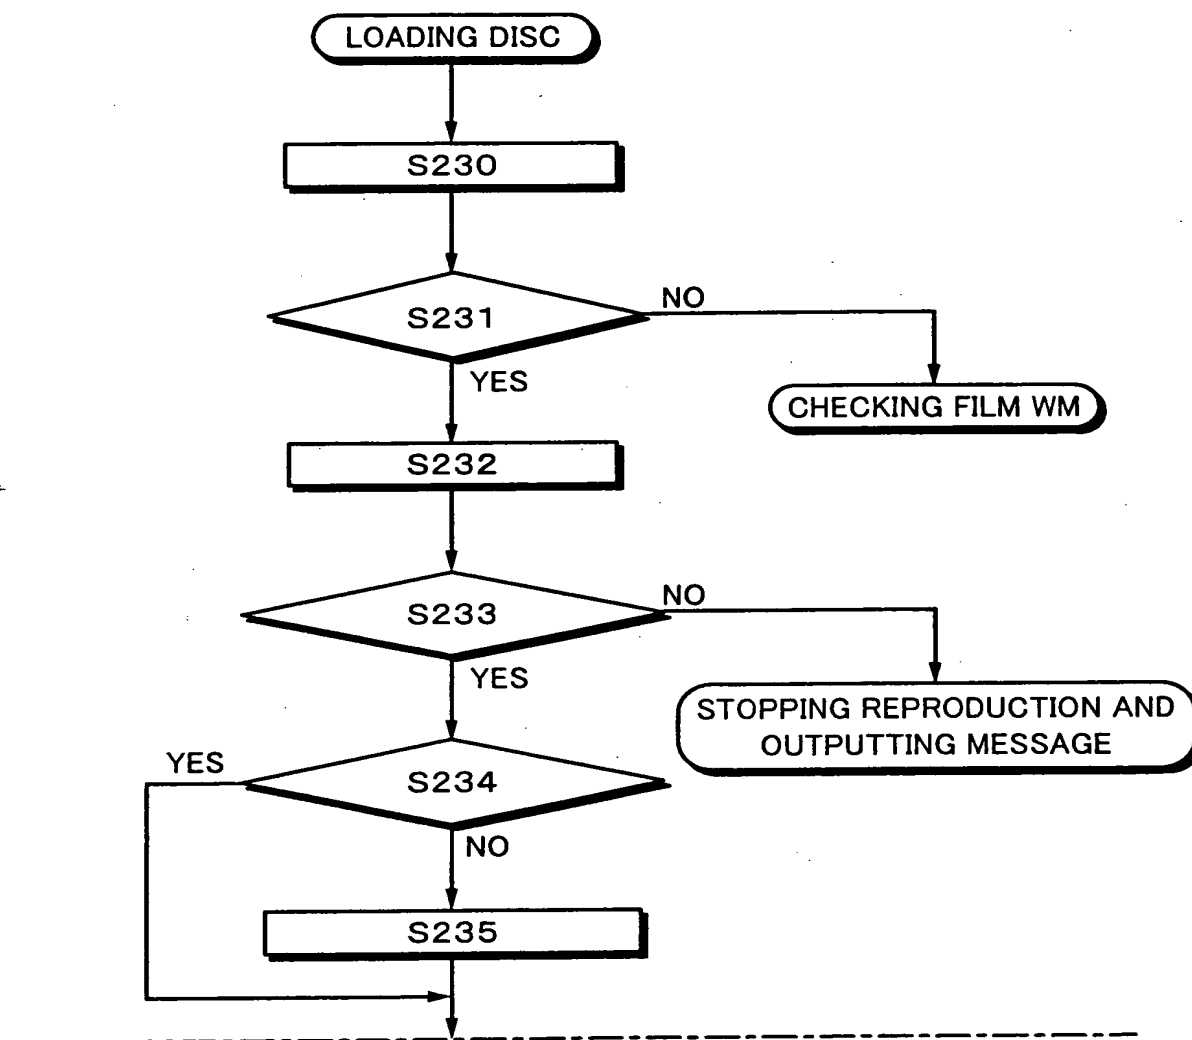 LOADING DISC
S230
S231
NO
YES
CHECKING FILM WM
S232
S233
NO
YES
STOPPING REPRODUCTION AND
OUTPUTTING MESSAGE
YES
S234
NO
S235